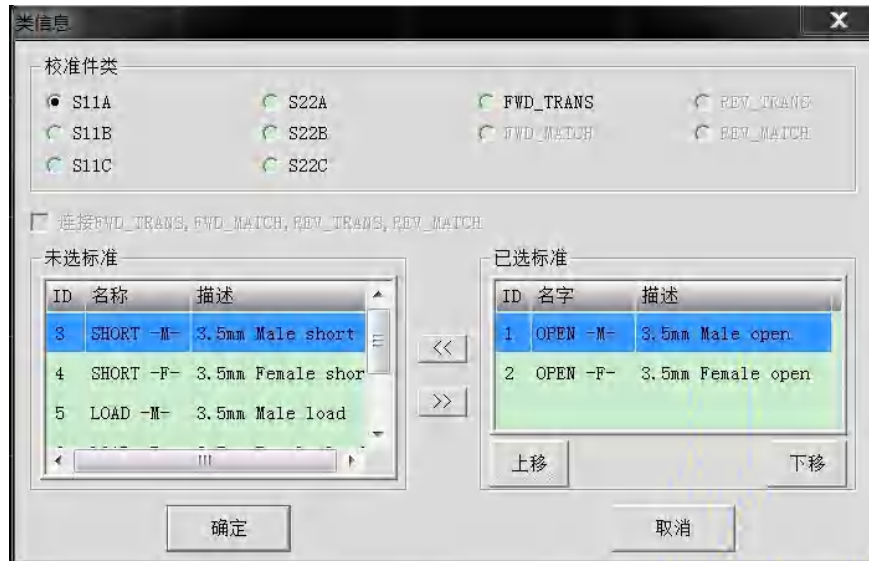 类信息
校准件类
S11A S22A FWD_TRANS REV_TRANS
S11B S22B FWD_MATCH REV_MATCH
S11C S22C
连接FWD_TRANS,FWD_MATCH,REV_TRANS,REV_MATCH
未选标准
ID 名称 描述
3 SHORT -M- 3.5mm Male short
4 SHORT -F- 3.5mm Female shor
5 LOAD -M- 3.5mm Male load
<<
>>
已选标准
ID 名字 描述
1 OPEN -M- 3.5mm Male open
2 OPEN -F- 3.5mm Female open
上移 下移
确定 取消